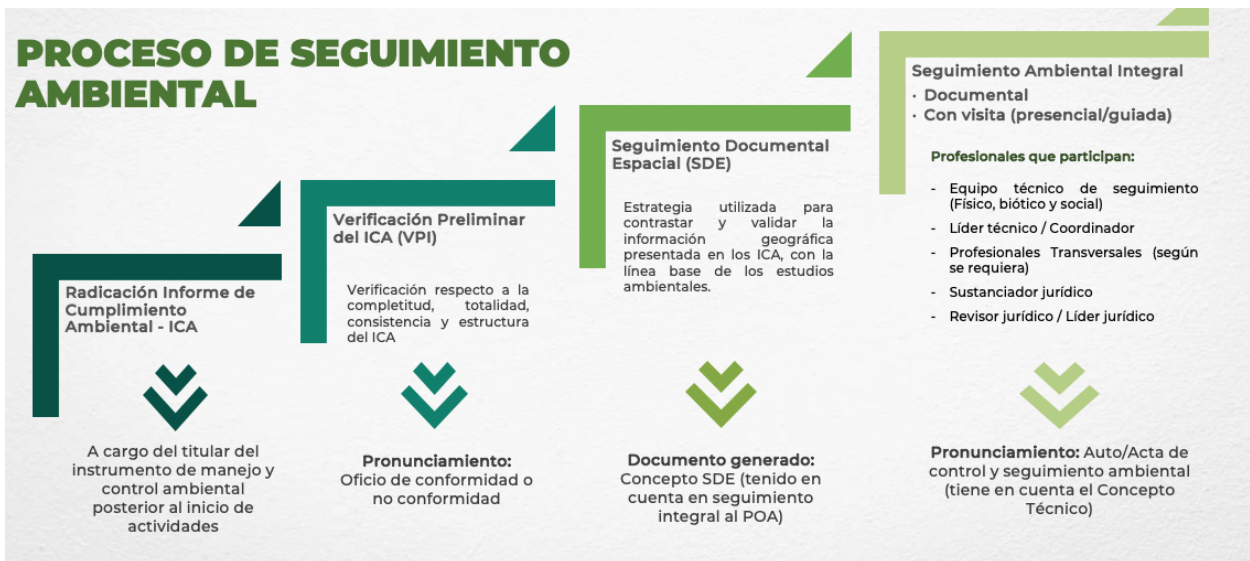 PROCESO DE SEGUIMIENTO
AMBIENTAL
Radicación Informe de
Cumplimiento
Ambiental - ICA
A cargo del titular del
instrumento de manejo y
control ambiental
posterior al inicio de
actividades
Verificación Preliminar
del ICA (VPI)
Verificación respecto a la
completitud, totalidad,
consistencia y estructura
del ICA
Pronunciamiento:
Oficio de conformidad o
no conformidad
Seguimiento Documental
Espacial (SDE)
Estrategia utilizada para
contrastar y validar la
información geográfica
presentada en los ICA, con la
línea base de los estudios
ambientales.
Documento generado:
Concepto SDE (tenido en
cuenta en seguimiento
integral al POA)
Seguimiento Ambiental Integral
· Documental
· Con visita (presencial/guiada)
Profesionales que participan:
- Equipo técnico de seguimiento
(Físico, biótico y social)
- Líder técnico / Coordinador
- Profesionales Transversales (según
se requiera)
- Sustanciador jurídico
- Revisor jurídico / Líder jurídico
Pronunciamiento: Auto/Acta de
control y seguimiento ambiental
(tiene en cuenta el Concepto
Técnico)